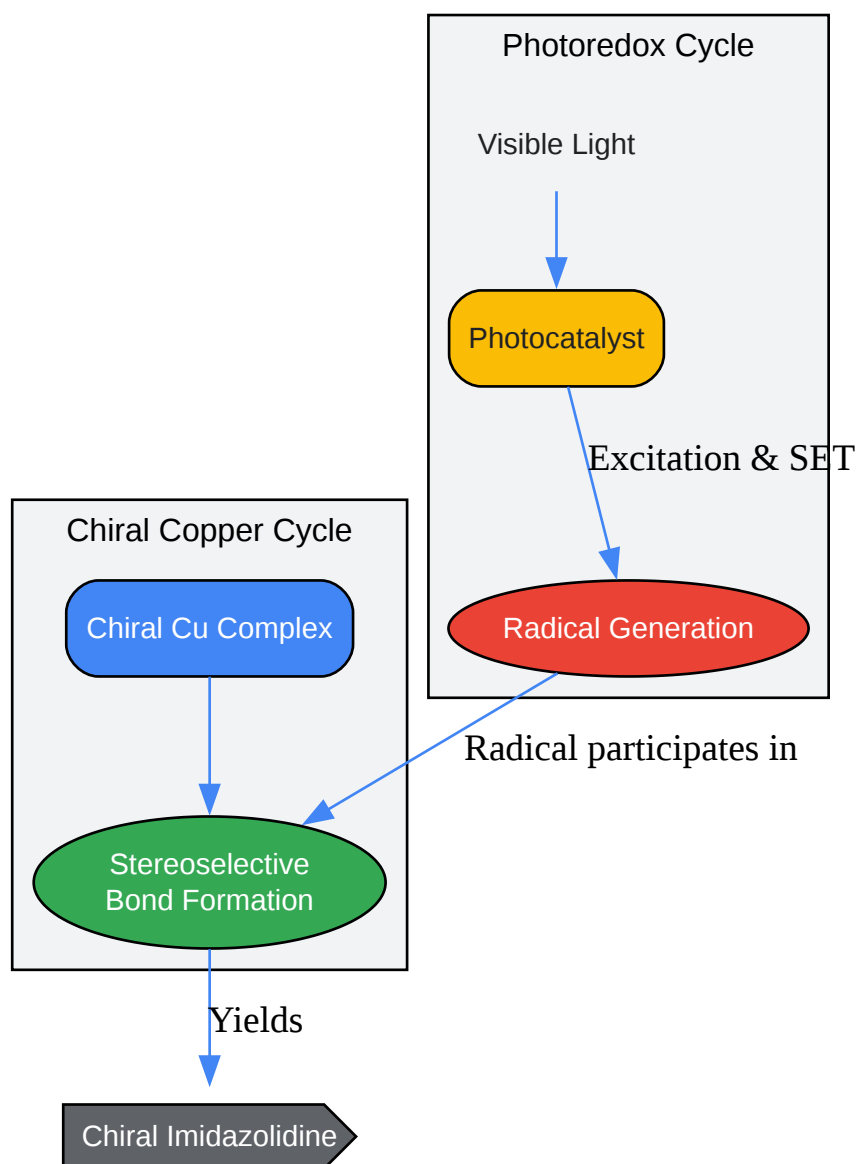 Photoredox Cycle
Visible Light
Photocatalyst
Excitation & SET
Chiral Copper Cycle
Chiral Cu Complex
Radical Generation
Radical participates in
Stereoselective
Bond Formation
Yields
Chiral Imidazolidine